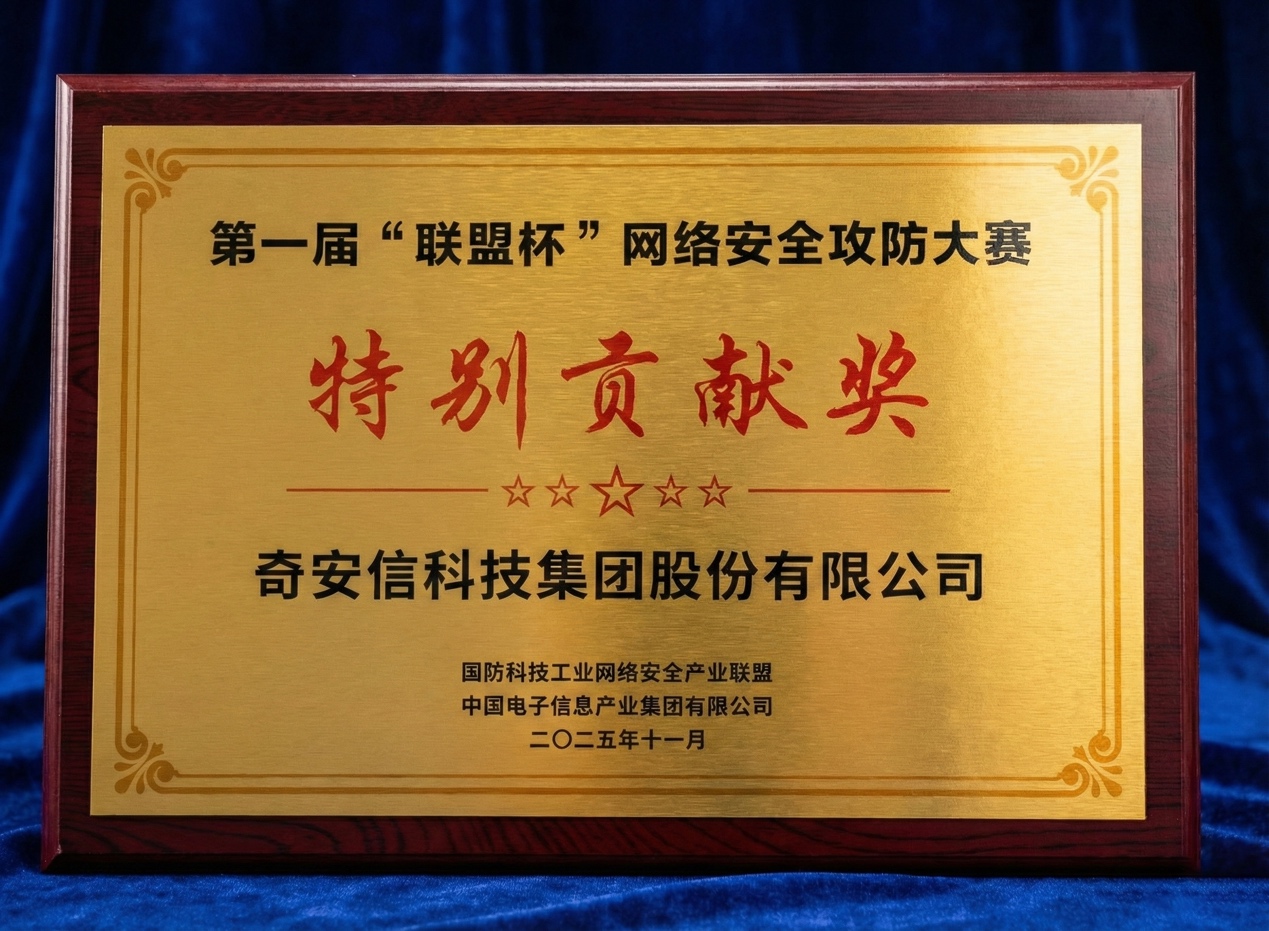 第一届“联盟杯”网络安全攻防大赛
特别贡献奖
奇安信科技集团股份有限公司
国防科技工业网络安全产业联盟
中国电子信息产业集团有限公司
二〇二五年十一月